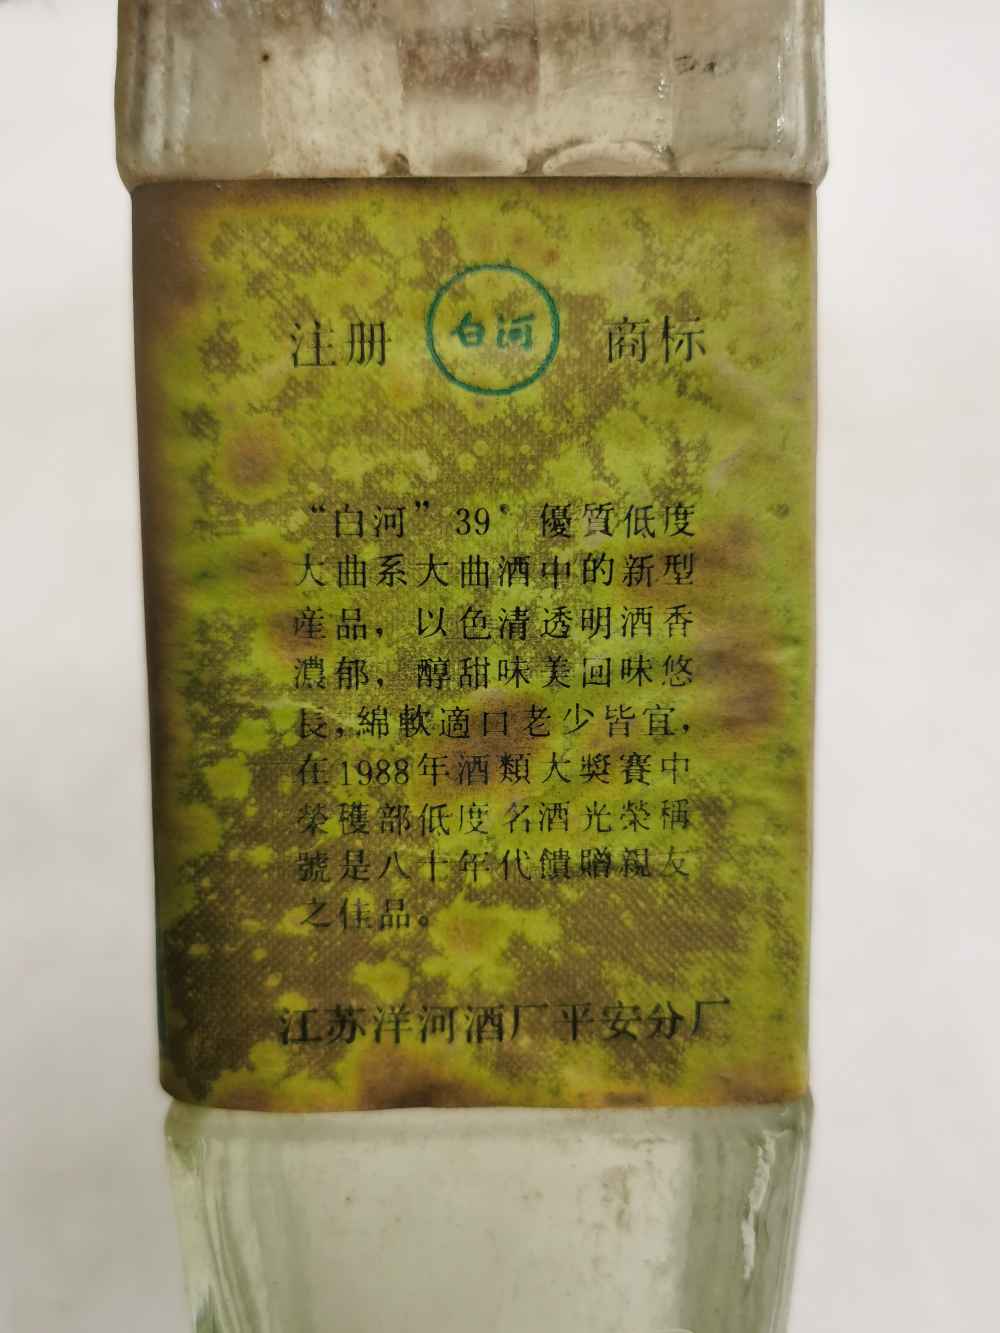 注册 白河 商标
“白河”39°優質低度
大曲系大曲酒中的新型
産品，以色清透明酒香
濃郁，醇甜味美回味悠
長，綿軟適口老少皆宜，
在1988年酒類大獎賽中
榮穫部低度名酒光榮稱
號是八十年代饋贈親友
之佳品。
江苏洋河酒厂平安分厂